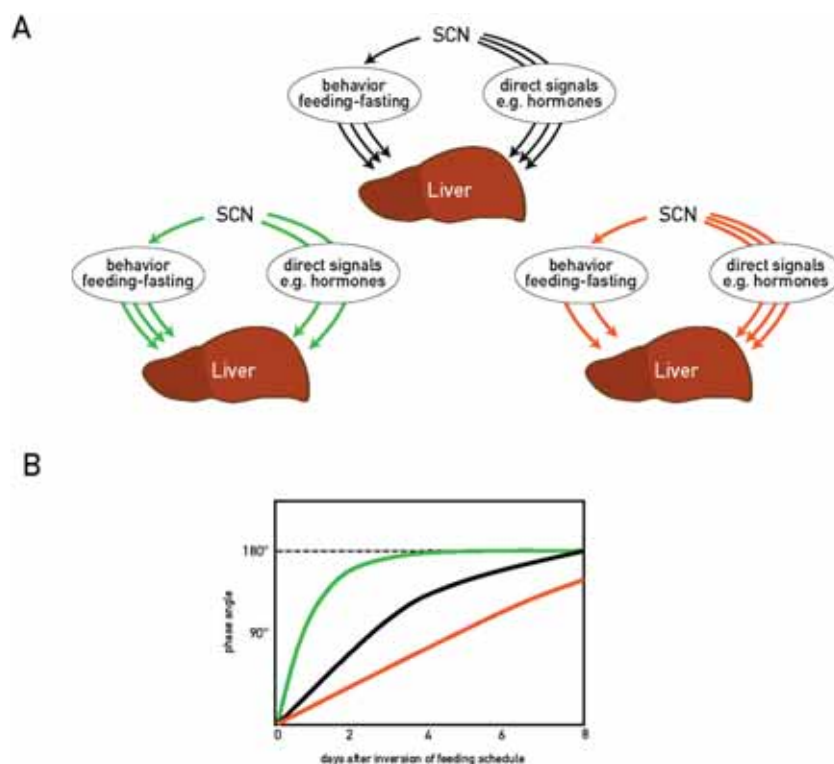 A
SCN
behavior
feeding-fasting
direct signals
e.g. hormones
Liver
SCN
behavior
feeding-fasting
direct signals
e.g. hormones
Liver
SCN
behavior
feeding-fasting
direct signals
e.g. hormones
Liver
B
180°
90°
phase angle
0 2 4 6 8
days after inversion of feeding schedule